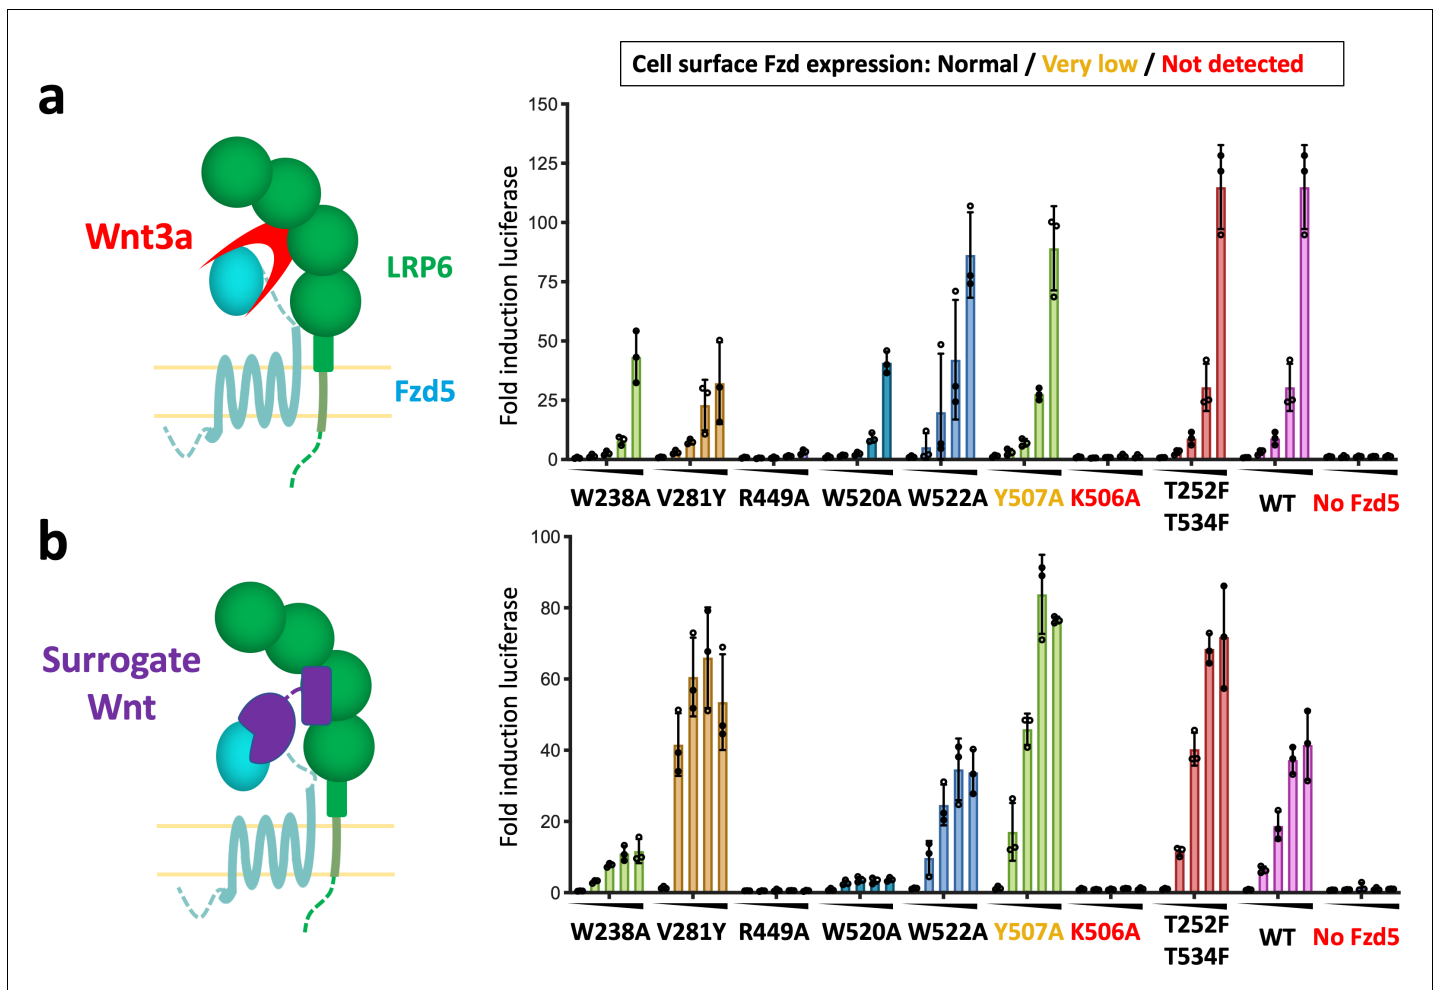 Cell surface Fzd expression: Normal / Very low / Not detected
a
Wnt3a
LRP6
Fzd5
Fold induction luciferase
150
125
100
75
50
25
0
W238A V281Y R449A W520A W522A Y507A K506A T252F T534F WT No Fzd5
b
Surrogate
Wnt
Fold induction luciferase
100
80
60
40
20
0
W238A V281Y R449A W520A W522A Y507A K506A T252F T534F WT No Fzd5